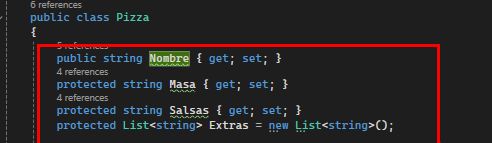 6 references
public class Pizza
{
5 references
public string Nombre { get; set; }
4 references
protected string Masa { get; set; }
4 references
protected string Salsas { get; set; }
protected List<string> Extras = new List<string>();